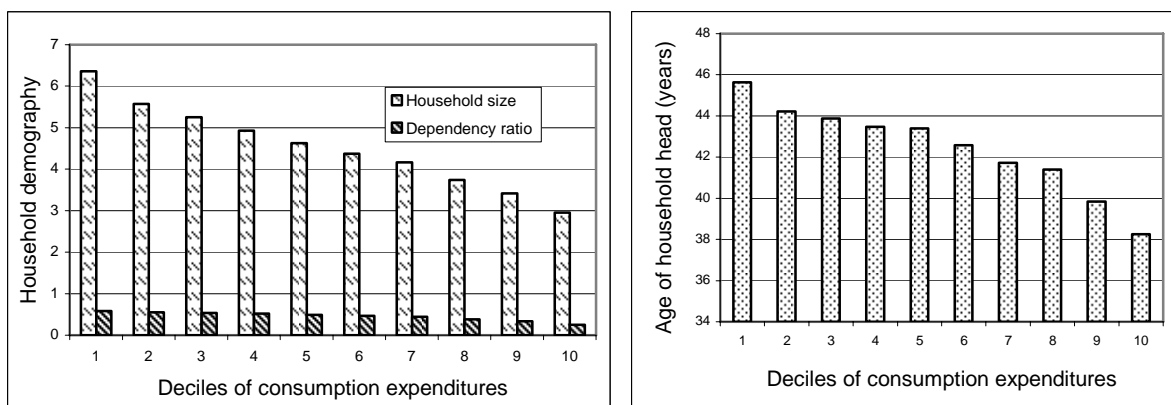 Household demography
7
6
5
4
3
2
1
0
Household size
Dependency ratio
1 2 3 4 5 6 7 8 9 10
Deciles of consumption expenditures
Age of household head (years)
48
46
44
42
40
38
36
34
1 2 3 4 5 6 7 8 9 10
Deciles of consumption expenditures